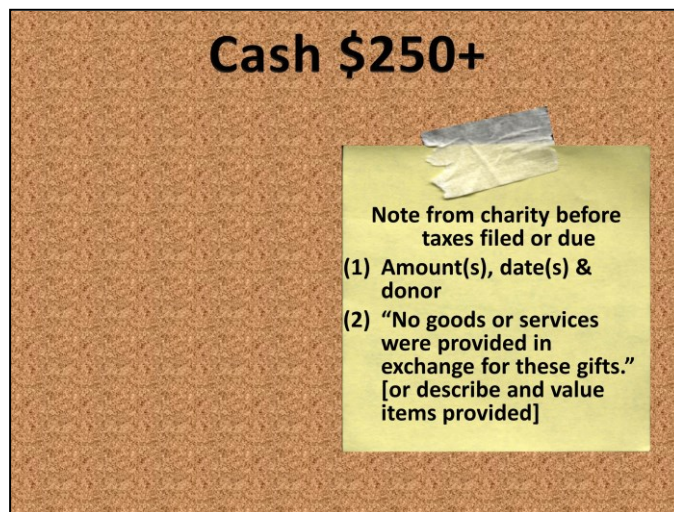 Cash $250+
Note from charity before
taxes filed or due
(1) Amount(s), date(s) &
donor
(2) “No goods or services
were provided in
exchange for these gifts.”
[or describe and value
items provided]